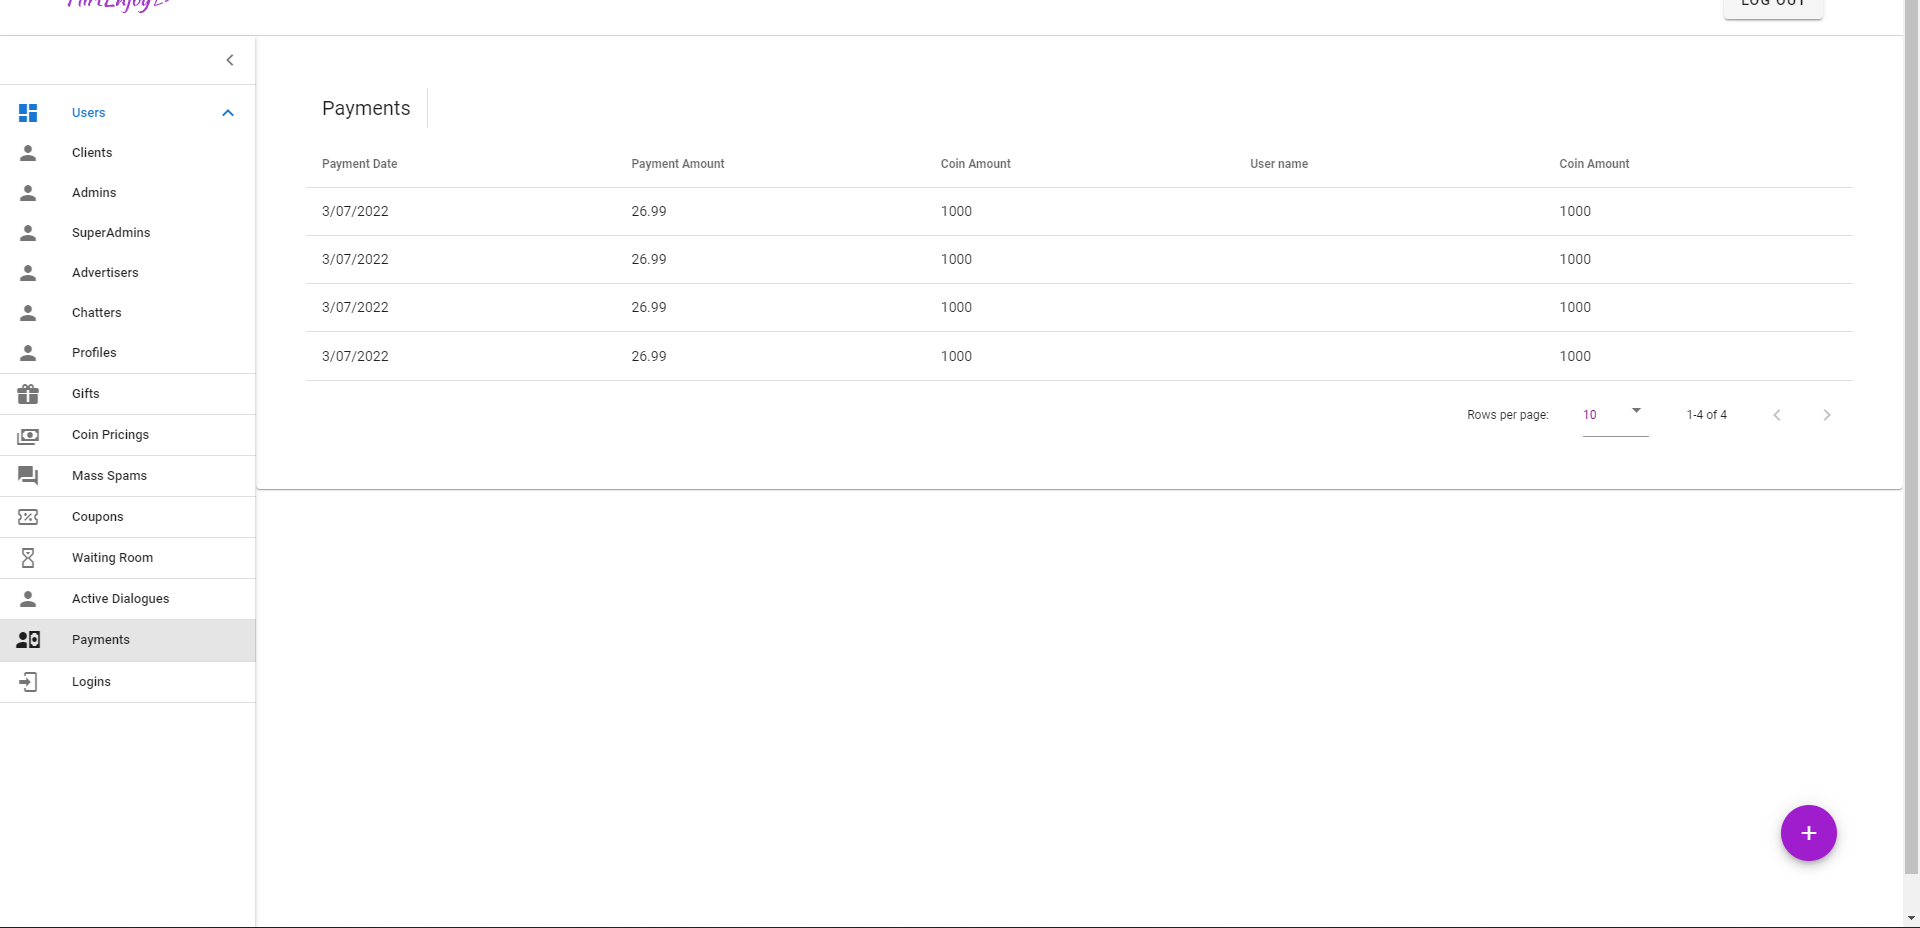 FlirtEnjoy
LOG OUT
Users
Clients
Admins
SuperAdmins
Advertisers
Chatters
Profiles
Gifts
Coin Pricings
Mass Spams
Coupons
Waiting Room
Active Dialogues
Payments
Logins
Payments
Payment Date Payment Amount Coin Amount User name Coin Amount
3/07/2022 26.99 1000 1000
3/07/2022 26.99 1000 1000
3/07/2022 26.99 1000 1000
3/07/2022 26.99 1000 1000
Rows per page: 10 1-4 of 4